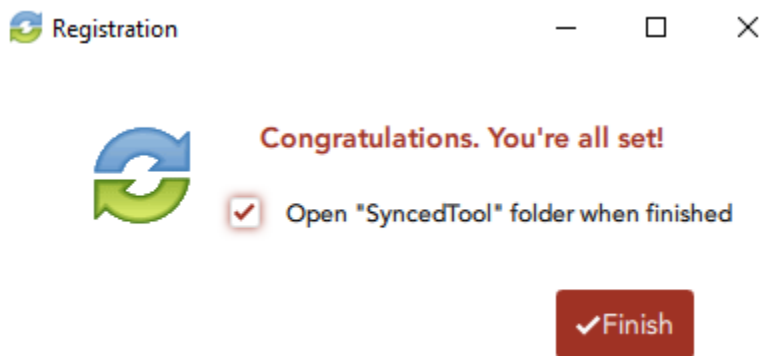 Registration
Congratulations. You're all set!
Open "SyncedTool" folder when finished
Finish